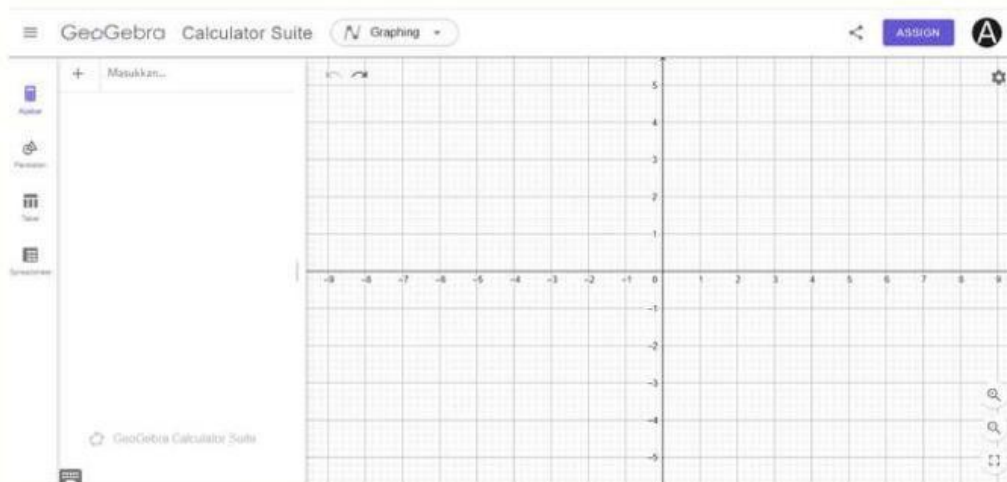 GeoGebra Calculator Suite Graphing ASSIGN A
+ Masukkan...
Aljabar
Tabel
GeoGebra Calculator Suite
5
4
3
2
1
-9 -8 -7 -6 -5 -4 -3 -2 -1 0 1 2 3 4 5 6 7 8 9
-1
-2
-3
-4
-5